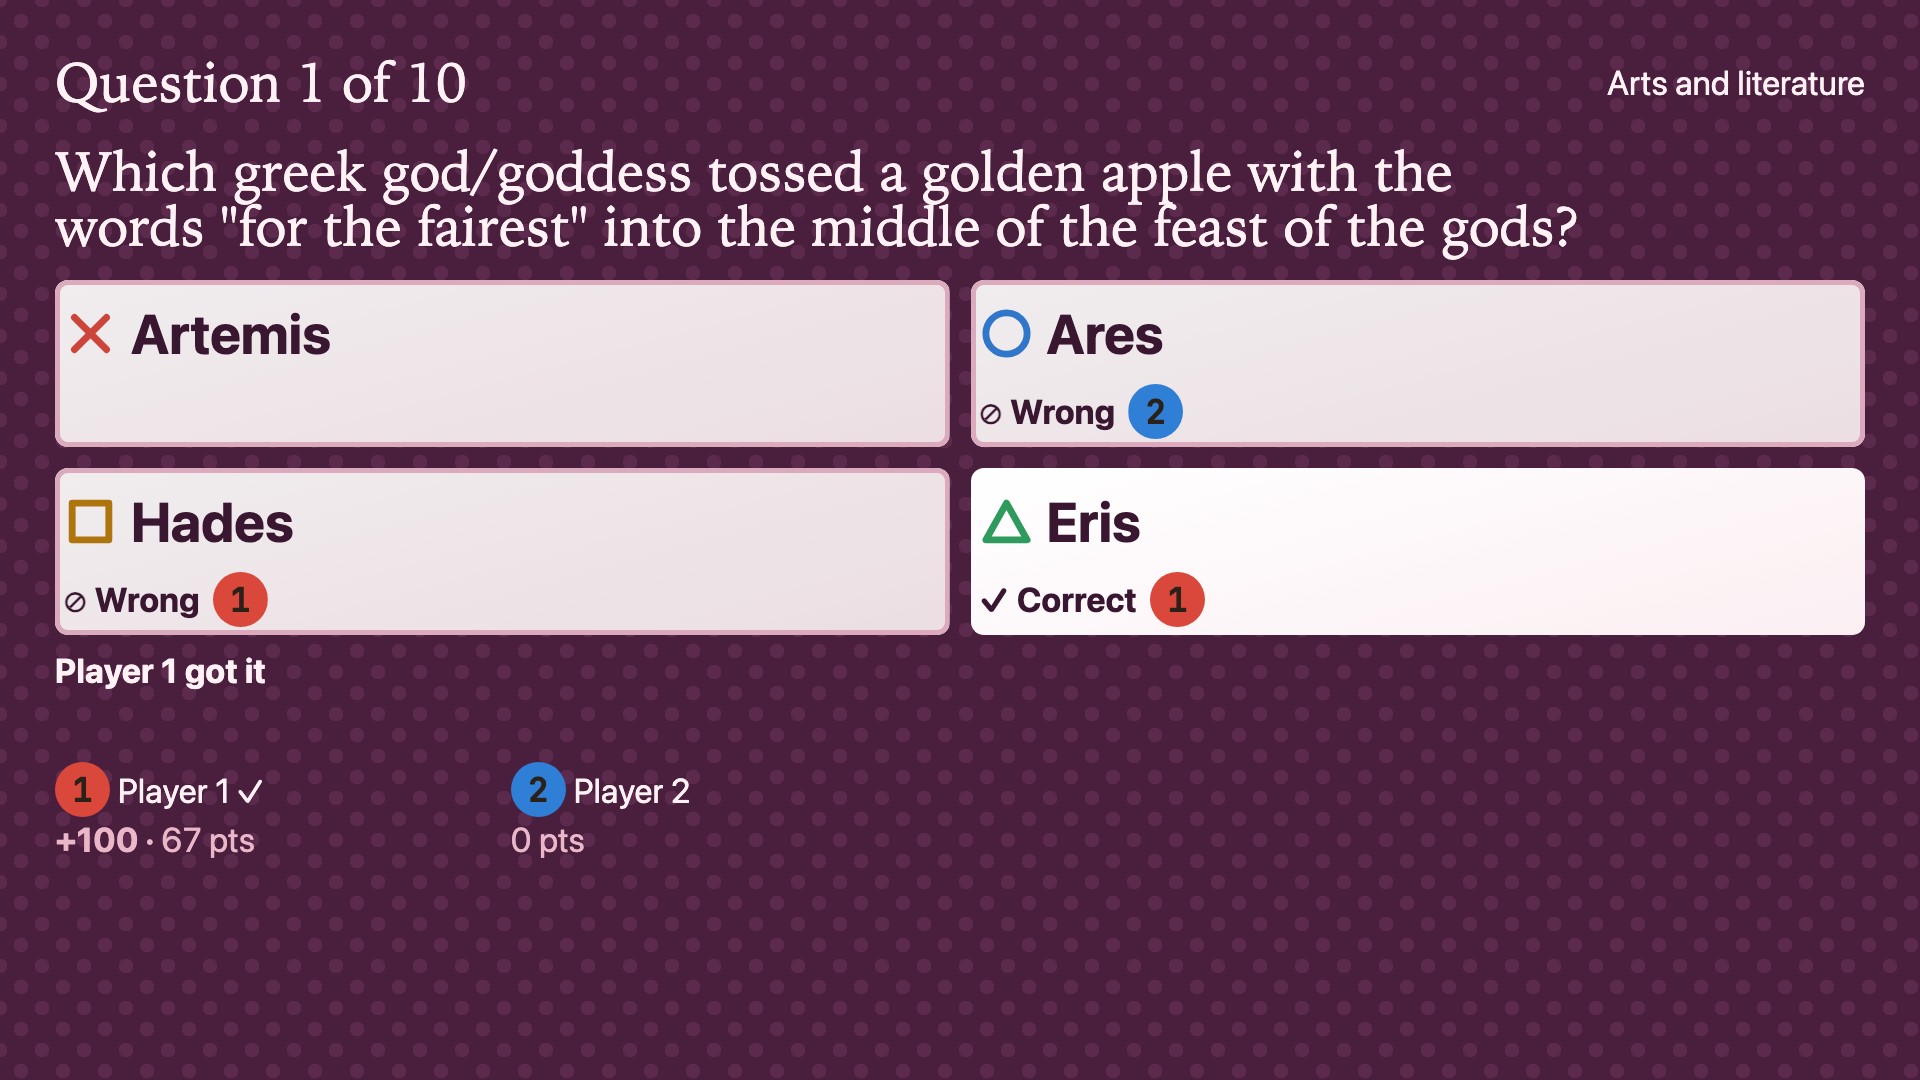 Question 1 of 10
Arts and literature
Which greek god/goddess tossed a golden apple with the
words "for the fairest" into the middle of the feast of the gods?
Artemis
Ares
Wrong 2
Hades
Wrong 1
Eris
✓ Correct 1
Player 1 got it
1 Player 1 ✓
+100 · 67 pts
2 Player 2
0 pts